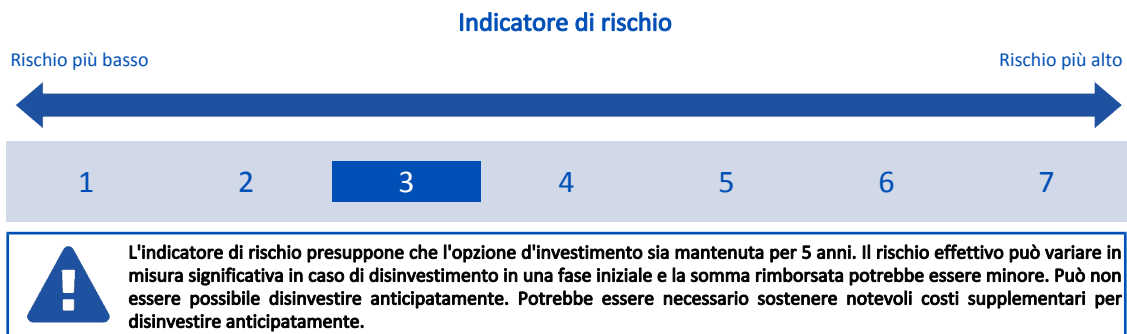 Indicatore di rischio
Rischio più basso Rischio più alto
1 2 3 4 5 6 7
L'indicatore di rischio presuppone che l'opzione d'investimento sia mantenuta per 5 anni. Il rischio effettivo può variare in
misura significativa in caso di disinvestimento in una fase iniziale e la somma rimborsata potrebbe essere minore. Può non
essere possibile disinvestire anticipatamente. Potrebbe essere necessario sostenere notevoli costi supplementari per
disinvestire anticipatamente.